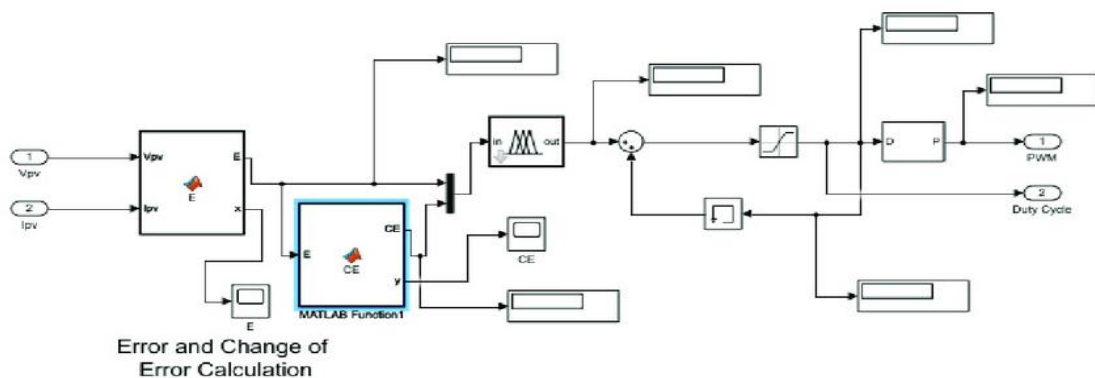 1
Vpv
2
Ipv
Vpv
E
E
Ipv
x
E
E
CE
CE
y
MATLAB Function1
CE
in
out
D
P
1
PWM
2
Duty Cycle
Error and Change of
Error Calculation